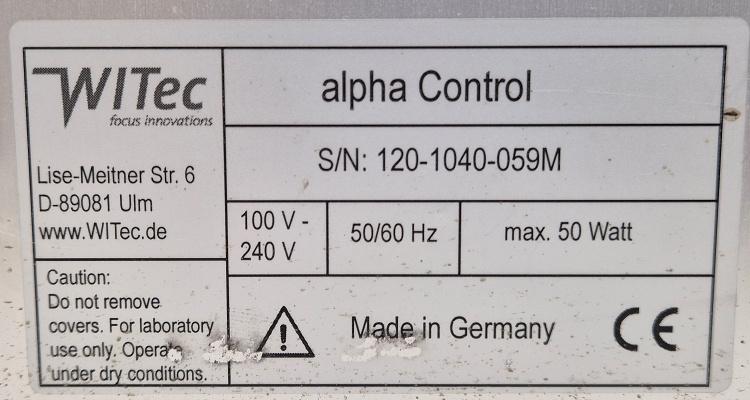 WITec
focus innovations
Lise-Meitner Str. 6
D-89081 Ulm
www.WITec.de
Caution:
Do not remove
covers. For laboratory
use only. Operate
under dry conditions.
alpha Control
S/N: 120-1040-059M
100 V -
240 V
50/60 Hz
max. 50 Watt
Made in Germany
CE